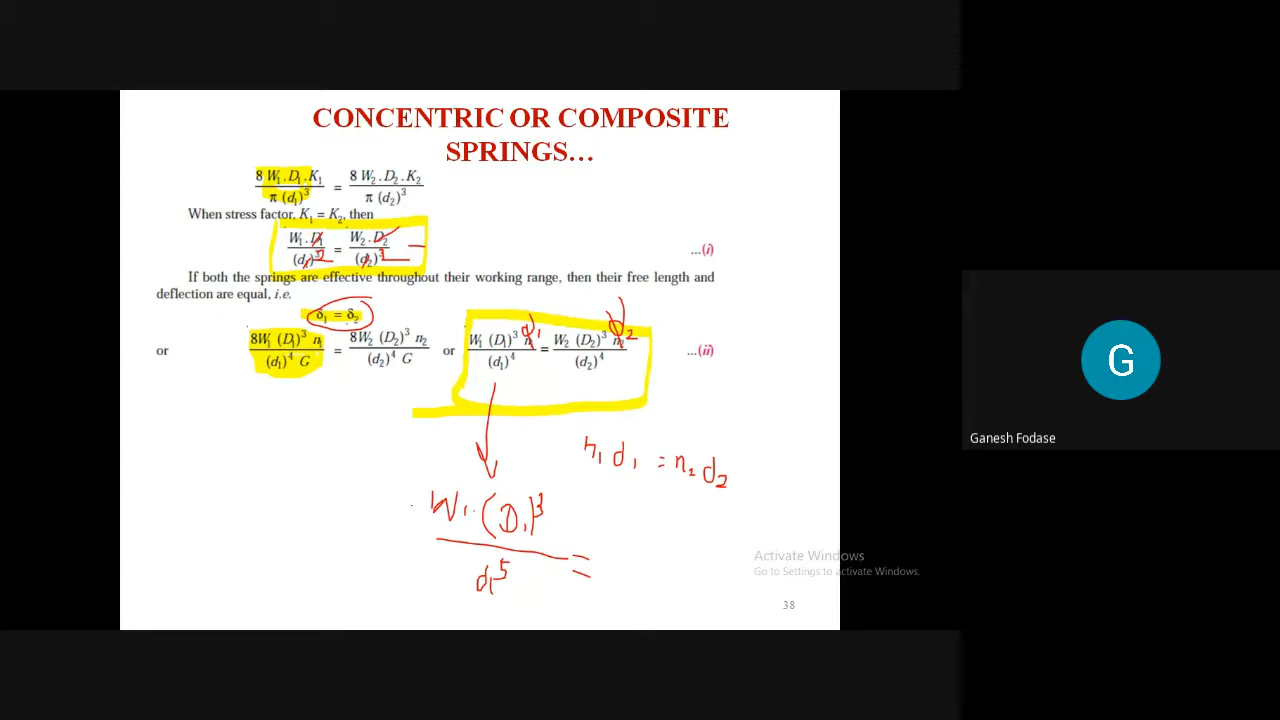 CONCENTRIC OR COMPOSITE
SPRINGS…
8 W₁ . D₁ . K₁ / π (d₁)³ = 8 W₂ . D₂ . K₂ / π (d₂)³
When stress factor, K₁ = K₂, then
W₁ . D₁ / (d₁)³ = W₂ . D₂ / (d₂)³ ...(i)
If both the springs are effective throughout their working range, then their free length and
deflection are equal, i.e.
δ₁ = δ₂
or 8W₁ (D₁)³ n₁ / (d₁)⁴ G = 8W₂ (D₂)³ n₂ / (d₂)⁴ G or W₁ (D₁)³ n₁ / (d₁)⁴ = W₂ (D₂)³ n₂ / (d₂)⁴ ...(ii)
n₁ d₁ = n₂ d₂
W₁ . (D₁)³ / d₁⁵ =
38
G
Ganesh Fodase
Activate Windows
Go to Settings to activate Windows.